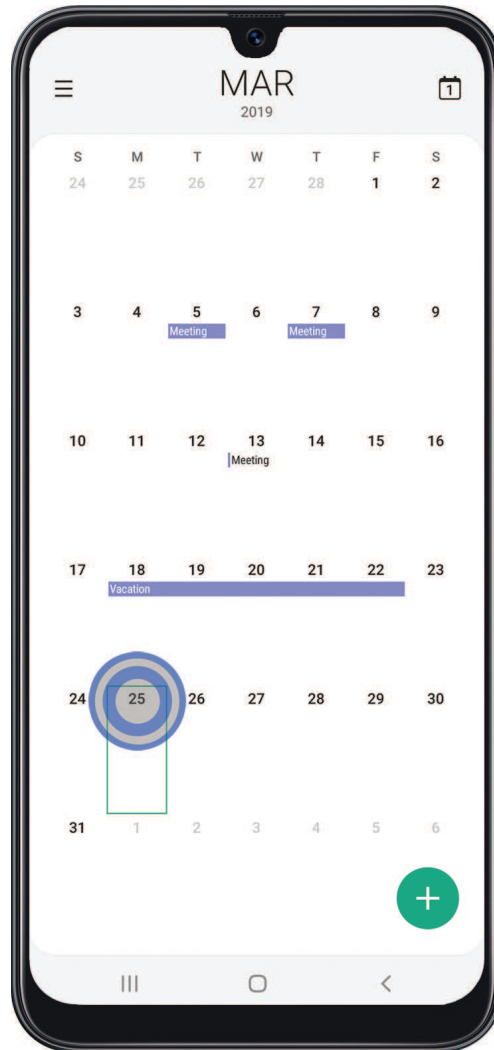 MAR
1
2019
S M T W T F S
24 25 26 27 28 1 2
3 4 5 6 7 8 9
Meeting Meeting
10 11 12 13 14 15 16
Meeting
17 18 19 20 21 22 23
Vacation
24 25 26 27 28 29 30
31 1 2 3 4 5 6